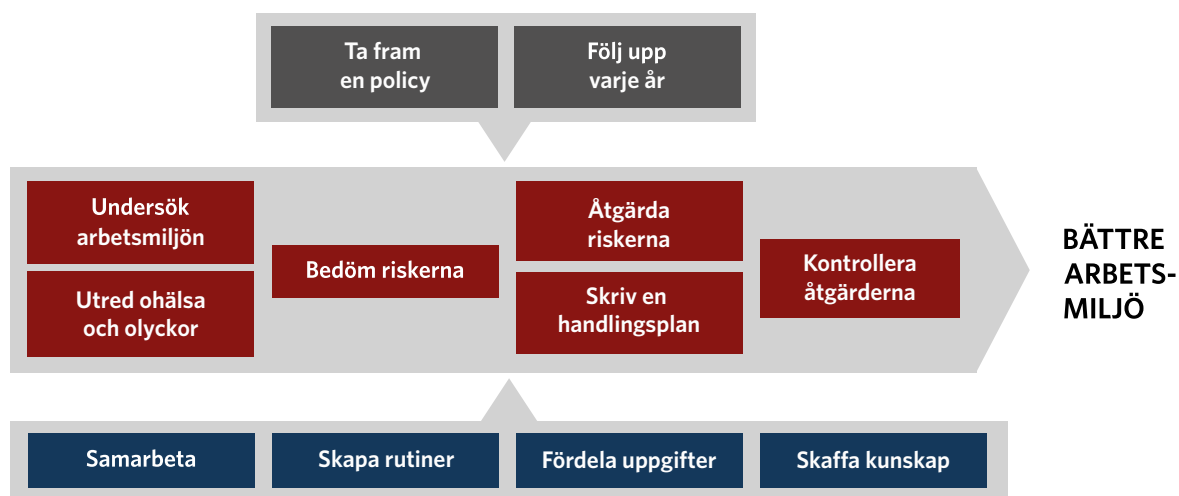 Ta fram
en policy
Följ upp
varje år
Undersök
arbetsmiljön
Utred ohälsa
och olyckor
Bedöm riskerna
Åtgärda
riskerna
Skriv en
handlingsplan
Kontrollera
åtgärderna
BÄTTRE
ARBETS-
MILJÖ
Samarbeta
Skapa rutiner
Fördela uppgifter
Skaffa kunskap